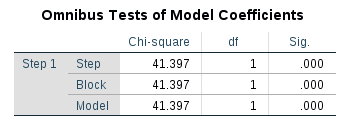 Omnibus Tests of Model Coefficients
Chi-square df Sig.
Step 1 Step 41.397 1 .000
Block 41.397 1 .000
Model 41.397 1 .000